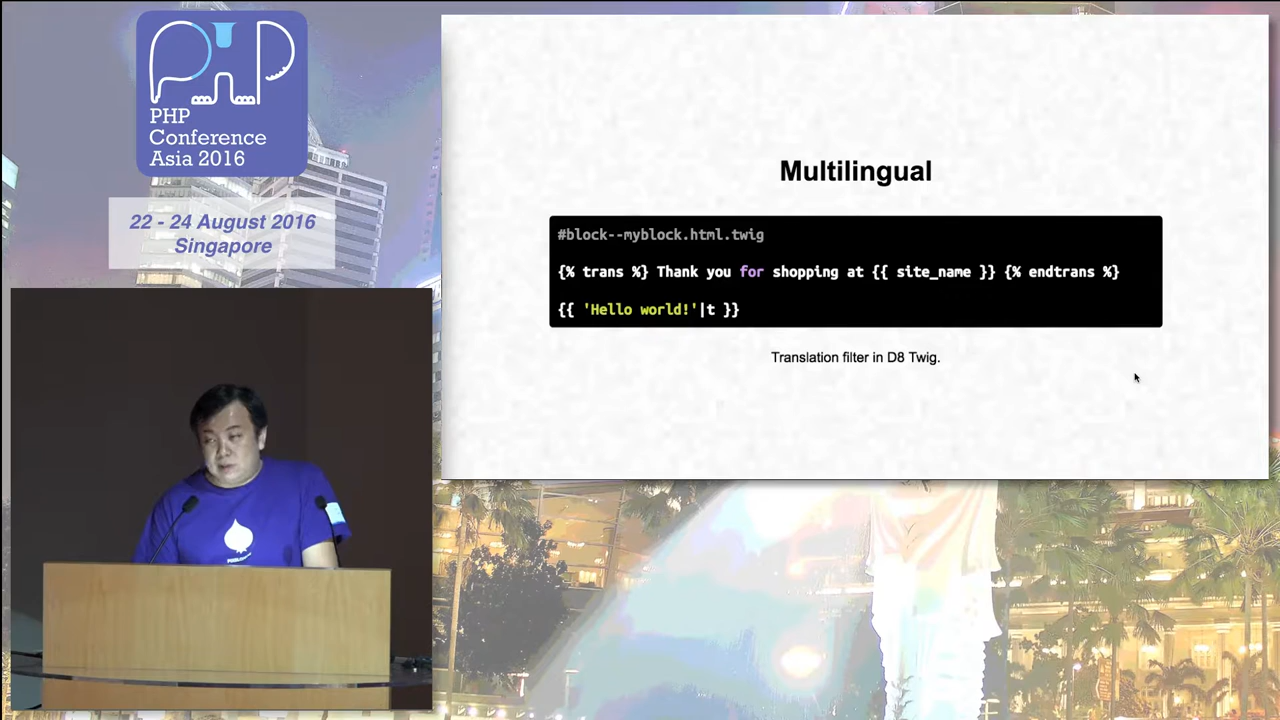 PHP
Conference
Asia 2016
22 - 24 August 2016
Singapore
Multilingual
#block--myblock.html.twig
{% trans %} Thank you for shopping at {{ site_name }} {% endtrans %}
{{ 'Hello world!'|t }}
Translation filter in D8 Twig.